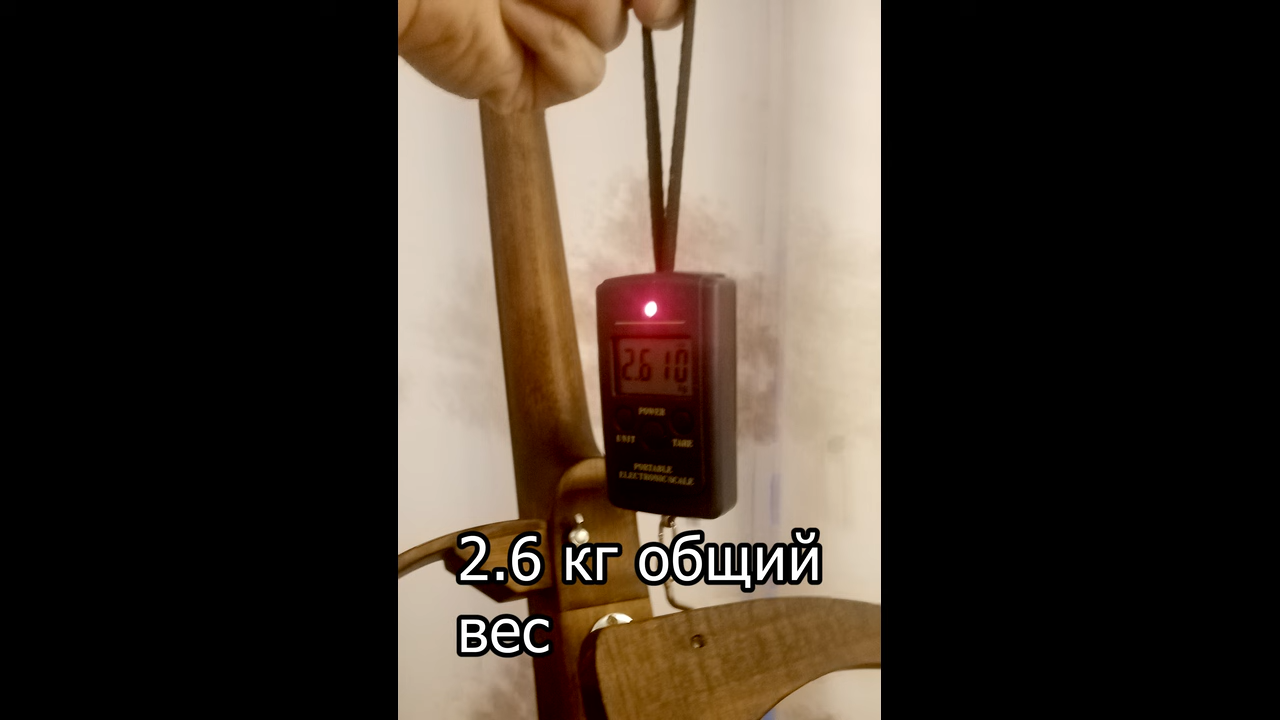 2.610
POWER
UNIT TARE
PORTABLE
ELECTRONIC SCALE
2.6 кг общий
вес